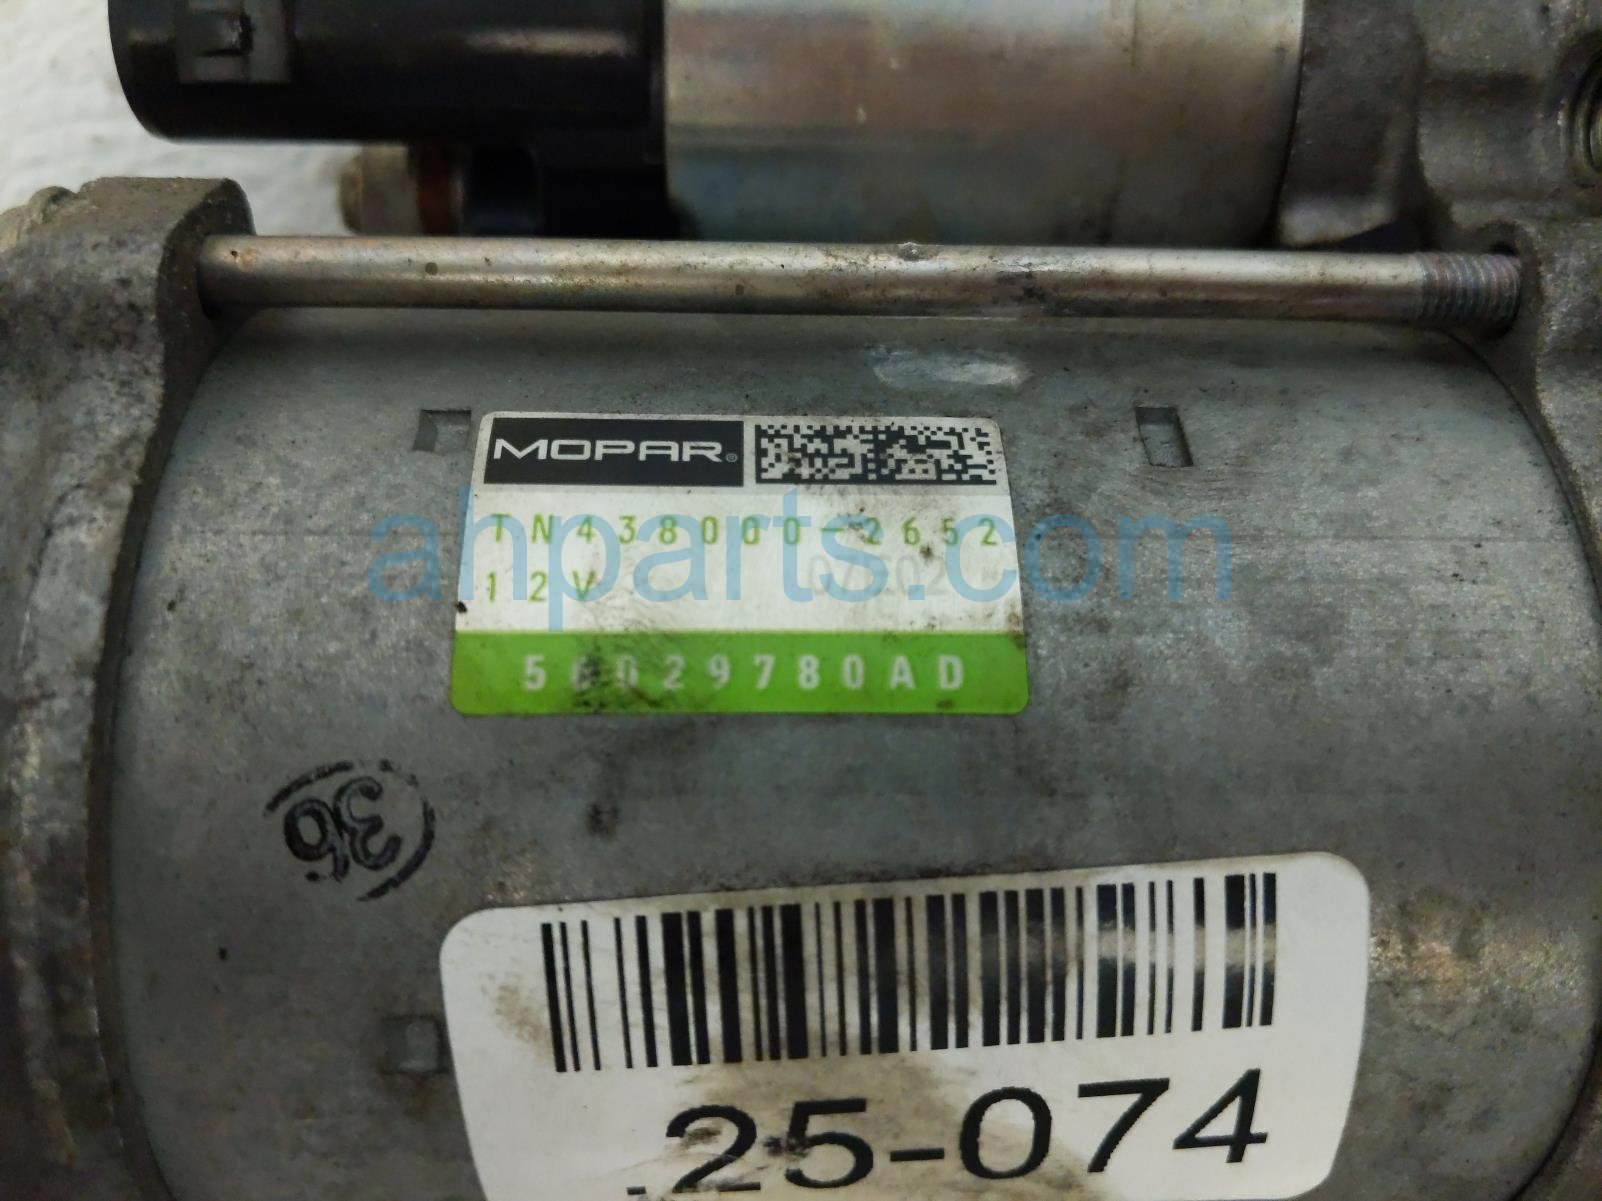 MOPAR®
TN438000-2652
12V
56029780AD
ahparts.com
36
.25-074